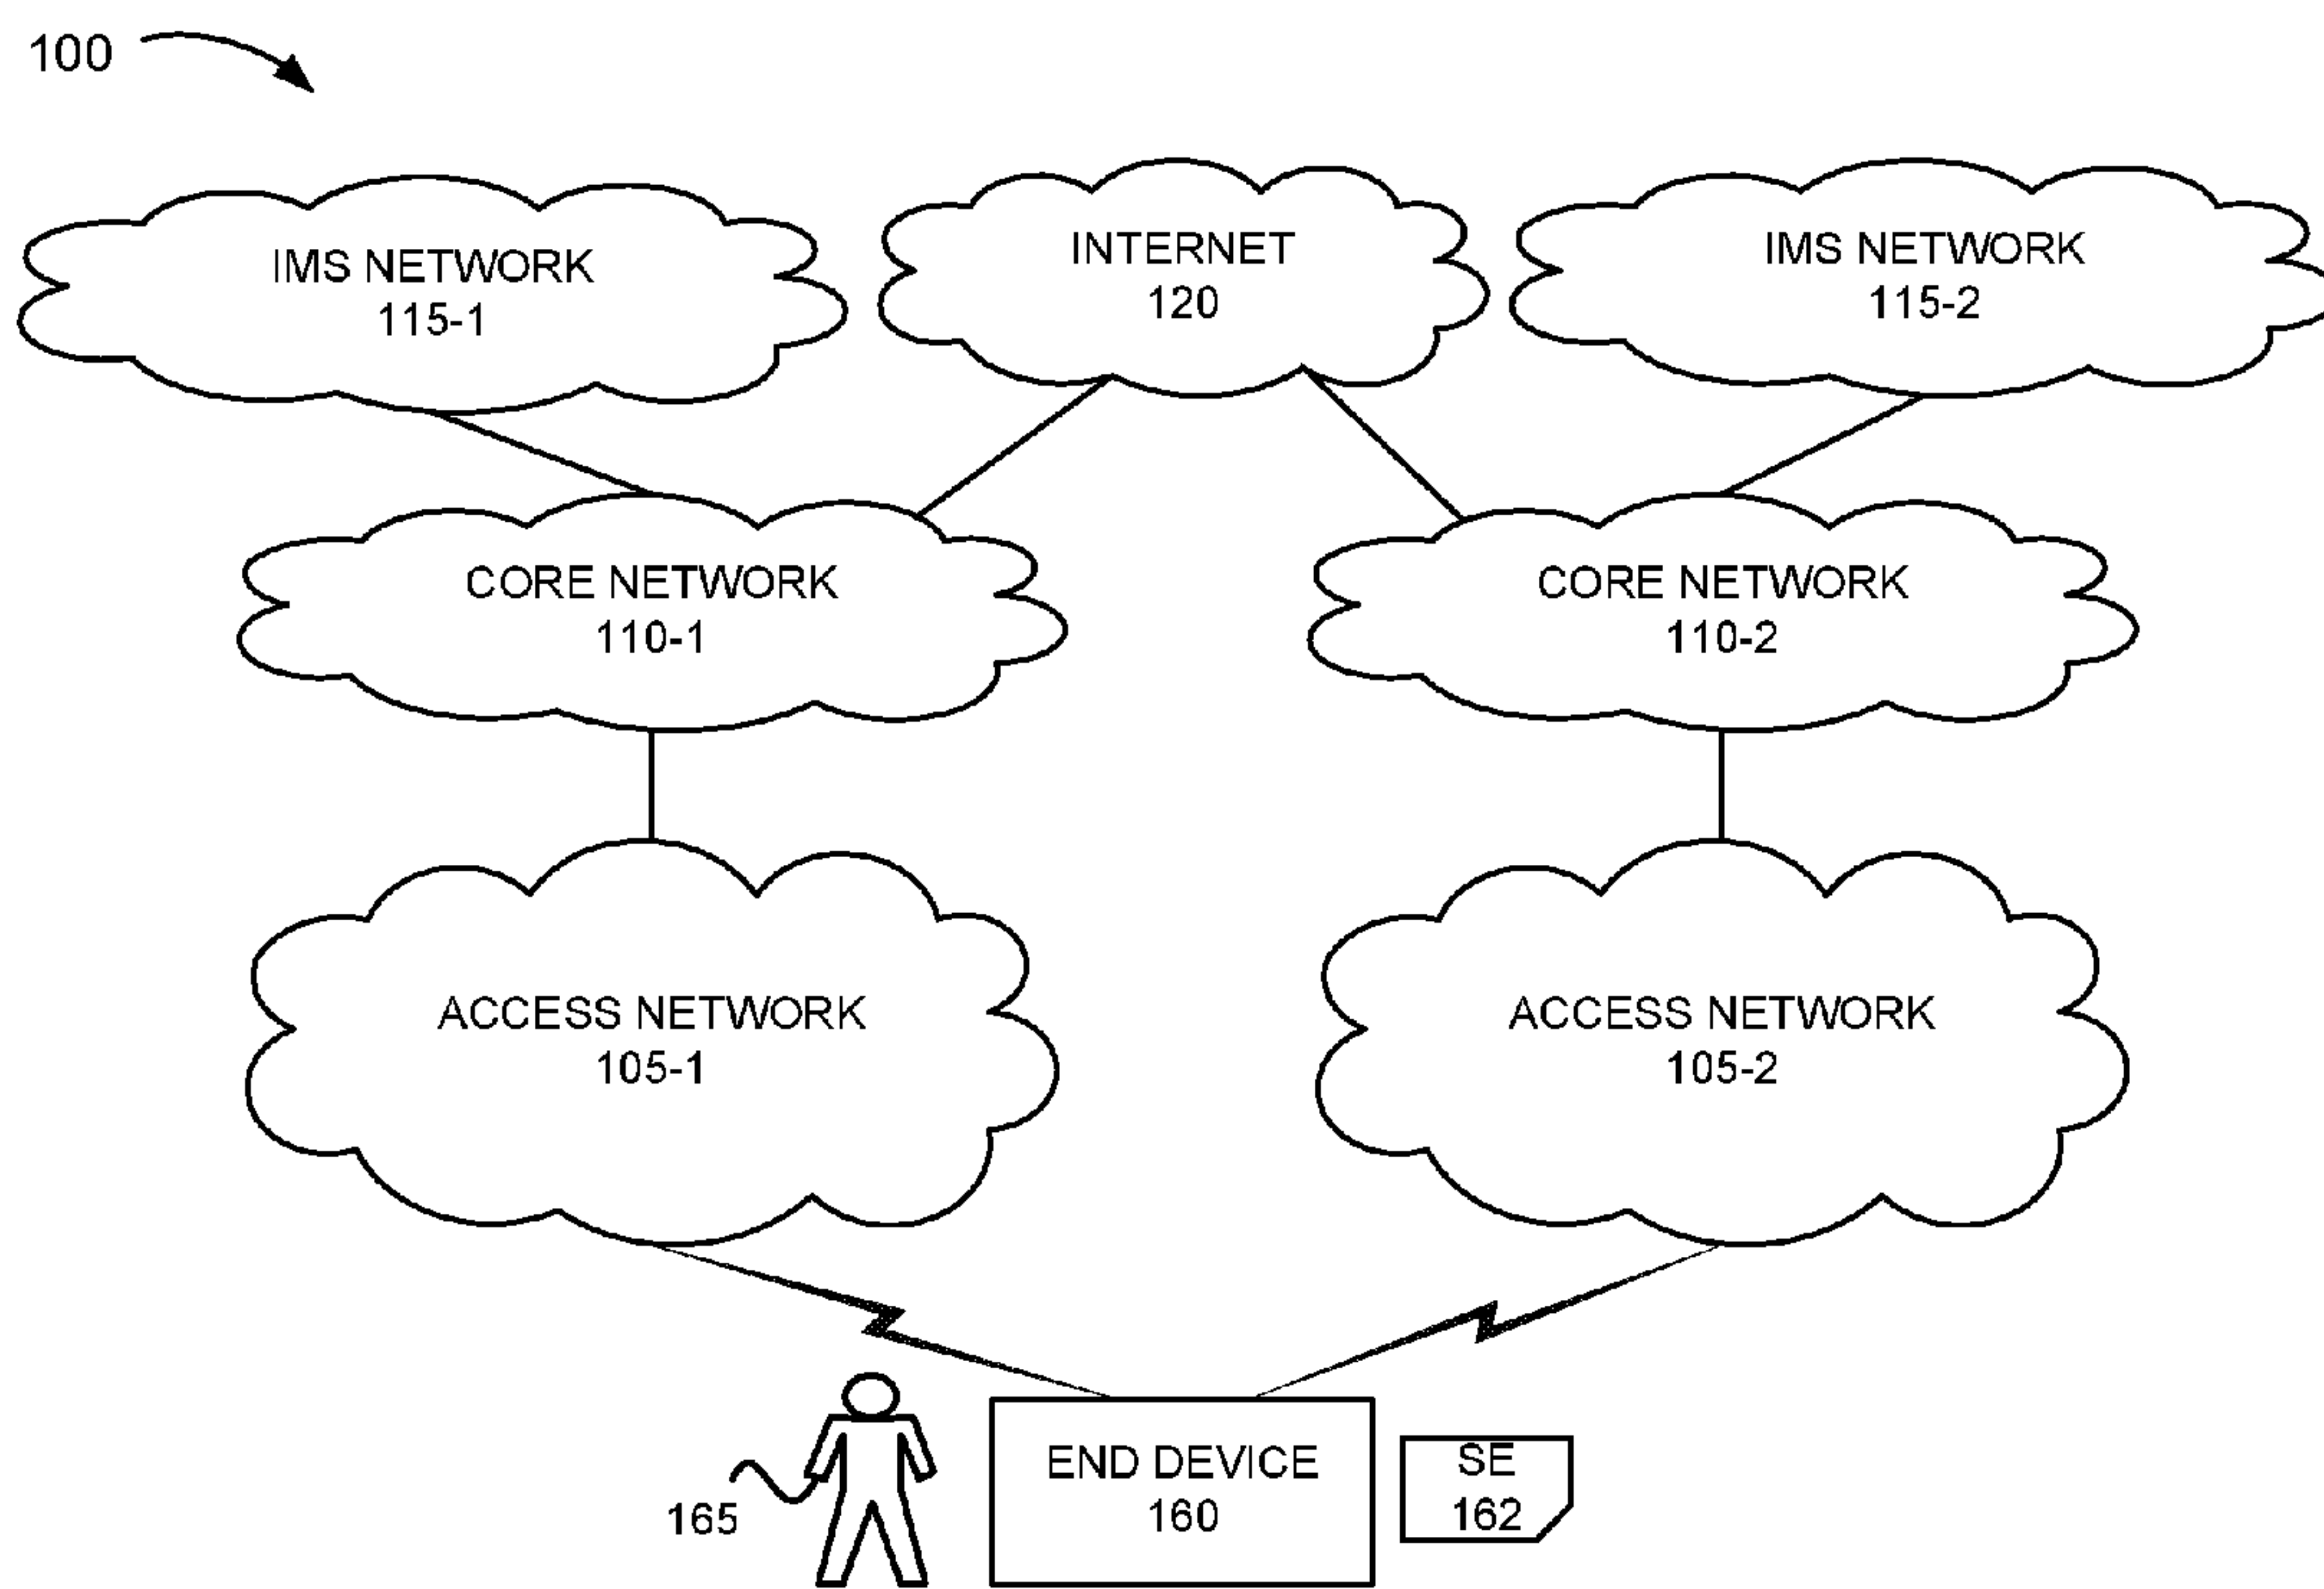 100
IMS NETWORK
115-1
INTERNET
120
IMS NETWORK
115-2
CORE NETWORK
110-1
CORE NETWORK
110-2
ACCESS NETWORK
105-1
ACCESS NETWORK
105-2
165
END DEVICE
160
SE
162